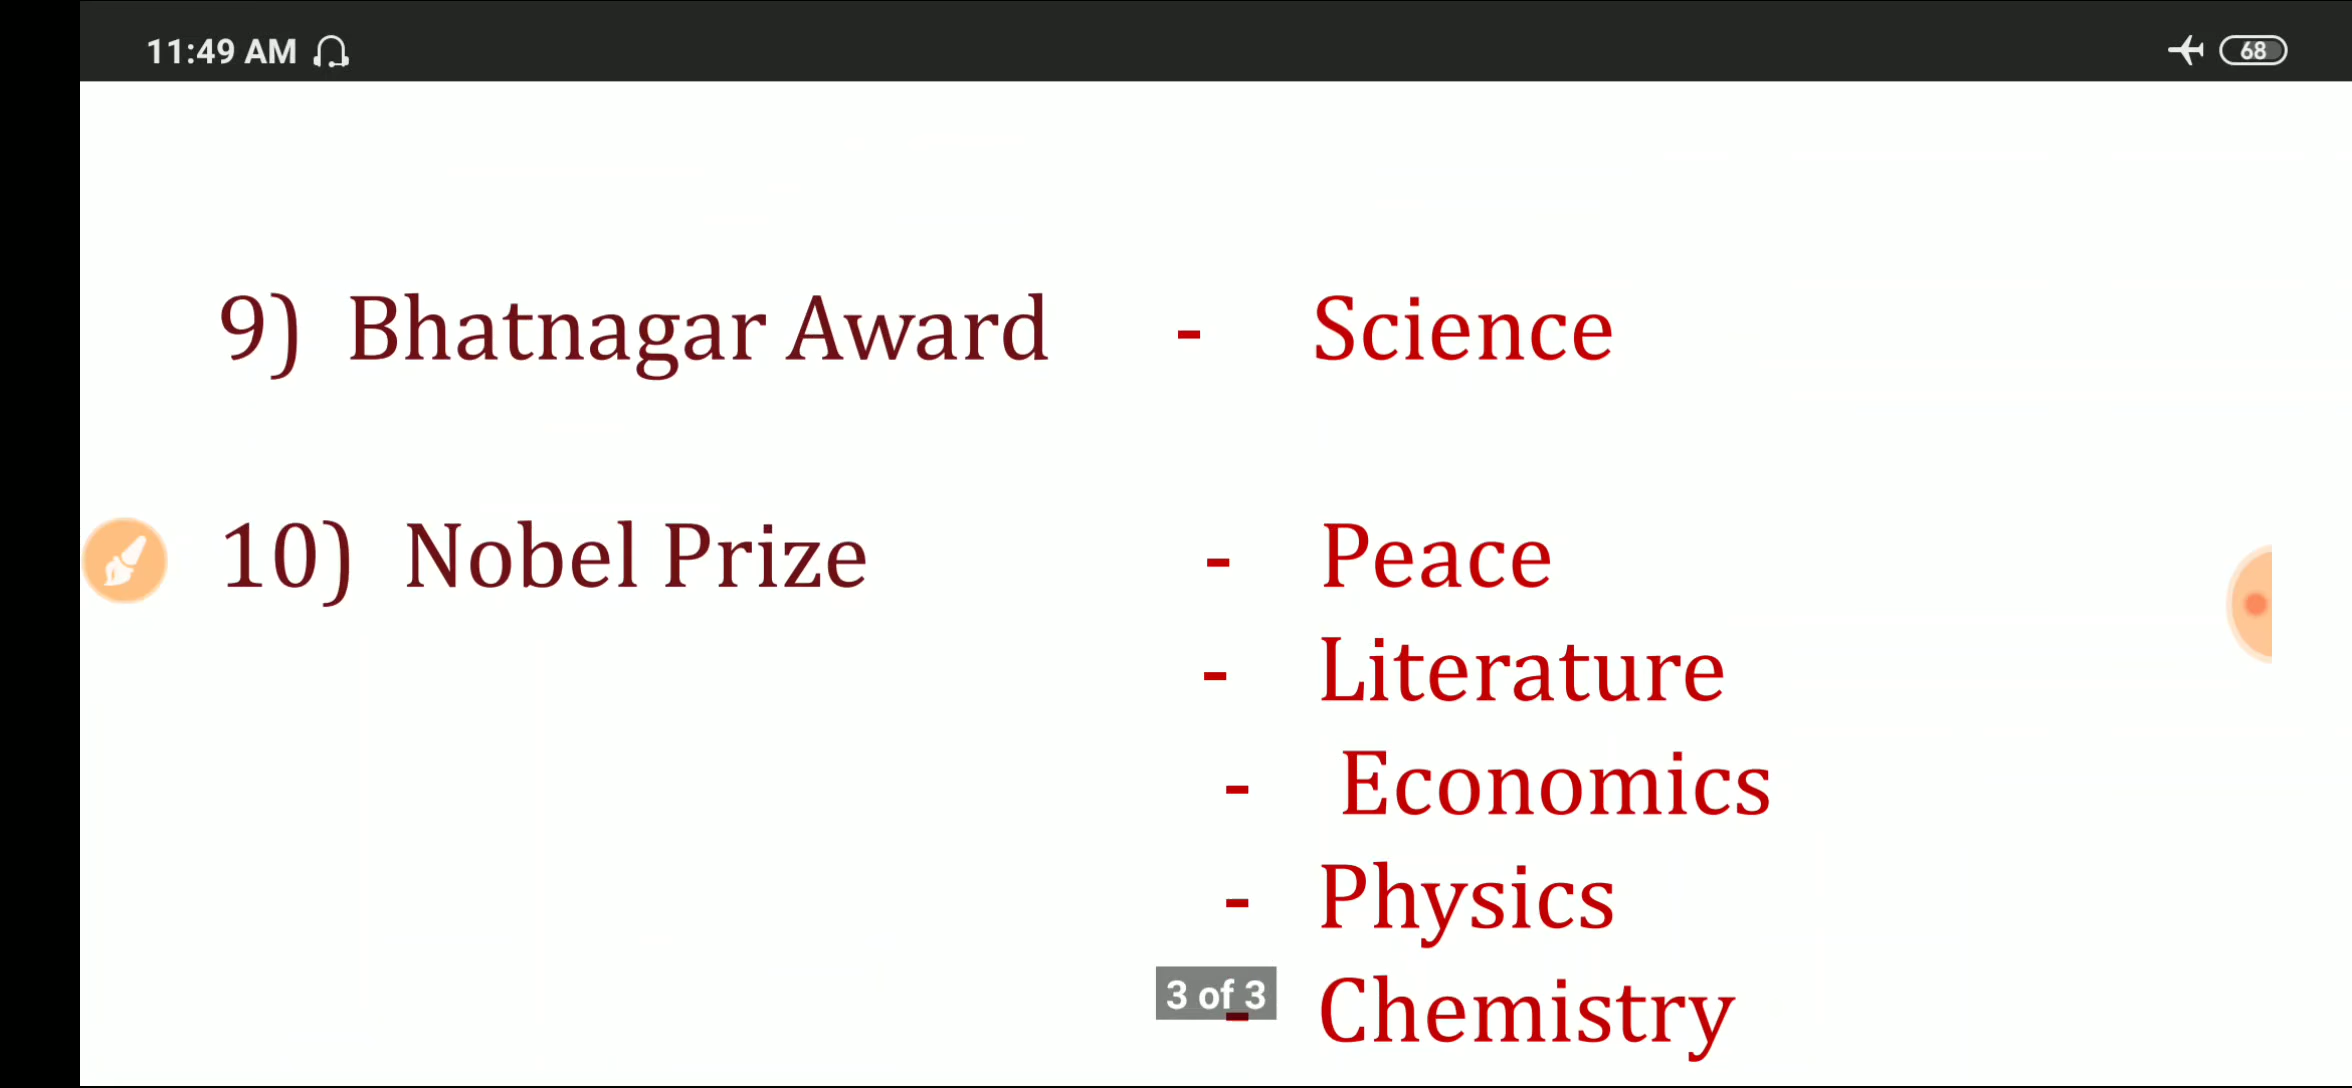 11:49 AM 68
9) Bhatnagar Award - Science
10) Nobel Prize - Peace
- Literature
- Economics
- Physics
3 of 3
- Chemistry